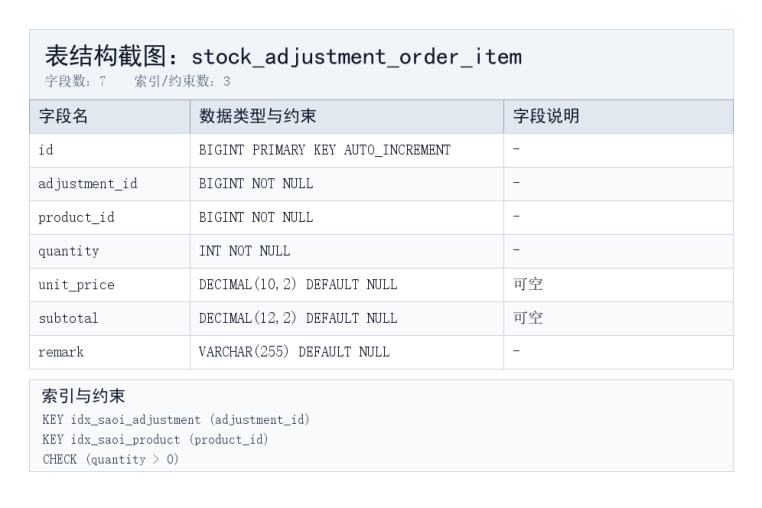 表结构截图：stock_adjustment_order_item
字段数：7 索引/约束数：3
字段名 数据类型与约束 字段说明
id BIGINT PRIMARY KEY AUTO_INCREMENT -
adjustment_id BIGINT NOT NULL -
product_id BIGINT NOT NULL -
quantity INT NOT NULL -
unit_price DECIMAL(10,2) DEFAULT NULL 可空
subtotal DECIMAL(12,2) DEFAULT NULL 可空
remark VARCHAR(255) DEFAULT NULL -
索引与约束
KEY idx_saoi_adjustment (adjustment_id)
KEY idx_saoi_product (product_id)
CHECK (quantity > 0)